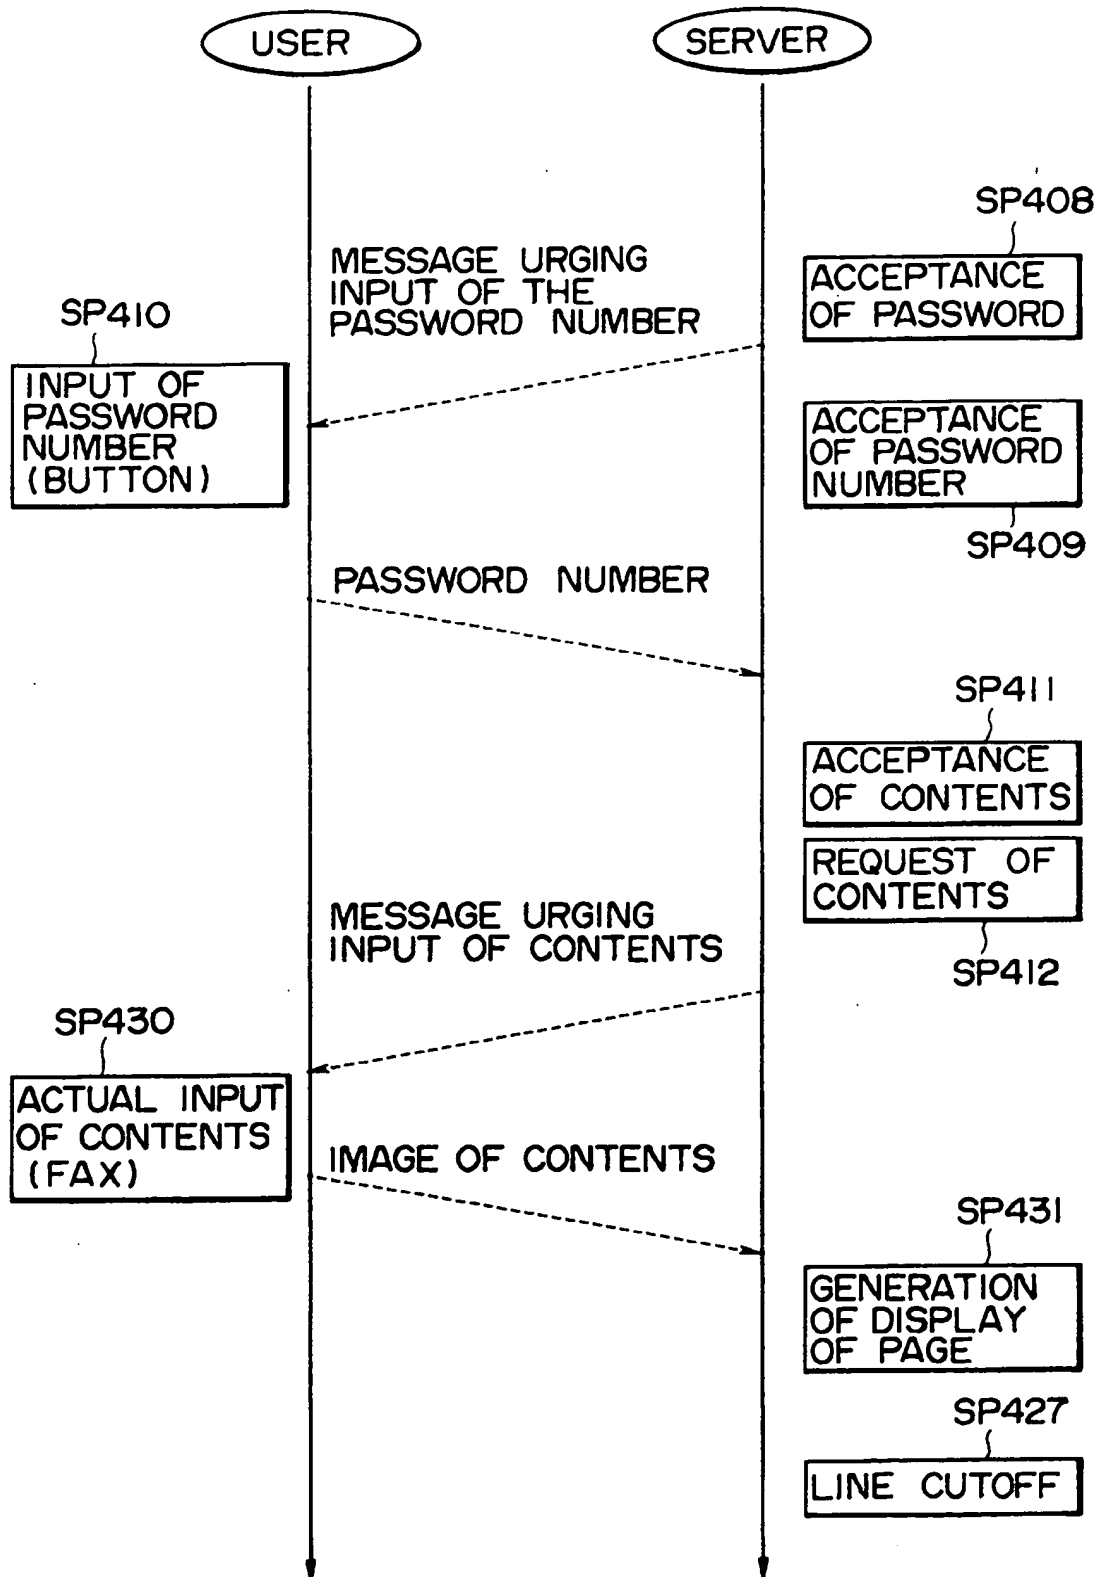 USER
SERVER
SP408
ACCEPTANCE
OF PASSWORD
MESSAGE URGING
INPUT OF THE
PASSWORD NUMBER
SP410
INPUT OF
PASSWORD
NUMBER
(BUTTON)
ACCEPTANCE
OF PASSWORD
NUMBER
SP409
PASSWORD NUMBER
SP411
ACCEPTANCE
OF CONTENTS
REQUEST OF
CONTENTS
SP412
MESSAGE URGING
INPUT OF CONTENTS
SP430
ACTUAL INPUT
OF CONTENTS
(FAX)
IMAGE OF CONTENTS
SP431
GENERATION
OF DISPLAY
OF PAGE
SP427
LINE CUTOFF